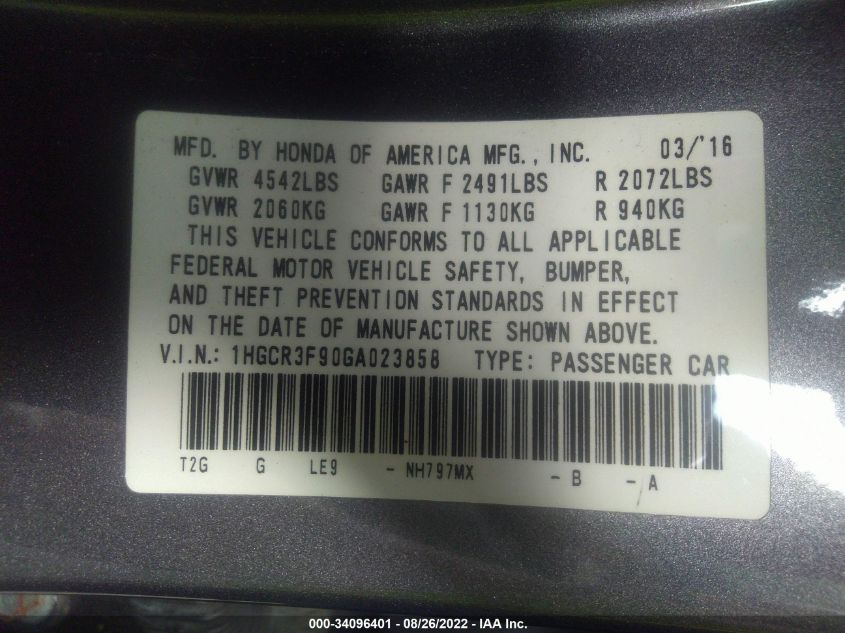 MFD. BY HONDA OF AMERICA MFG., INC. 03/'16
GVWR 4542LBS GAWR F 2491LBS R 2072LBS
GVWR 2060KG GAWR F 1130KG R 940KG
THIS VEHICLE CONFORMS TO ALL APPLICABLE
FEDERAL MOTOR VEHICLE SAFETY, BUMPER,
AND THEFT PREVENTION STANDARDS IN EFFECT
ON THE DATE OF MANUFACTURE SHOWN ABOVE.
V.I.N.: 1HGCR3F90GA023858 TYPE: PASSENGER CAR
T2G G LE9 - NH797MX - B - A
000-34096401 - 08/26/2022 - IAA Inc.